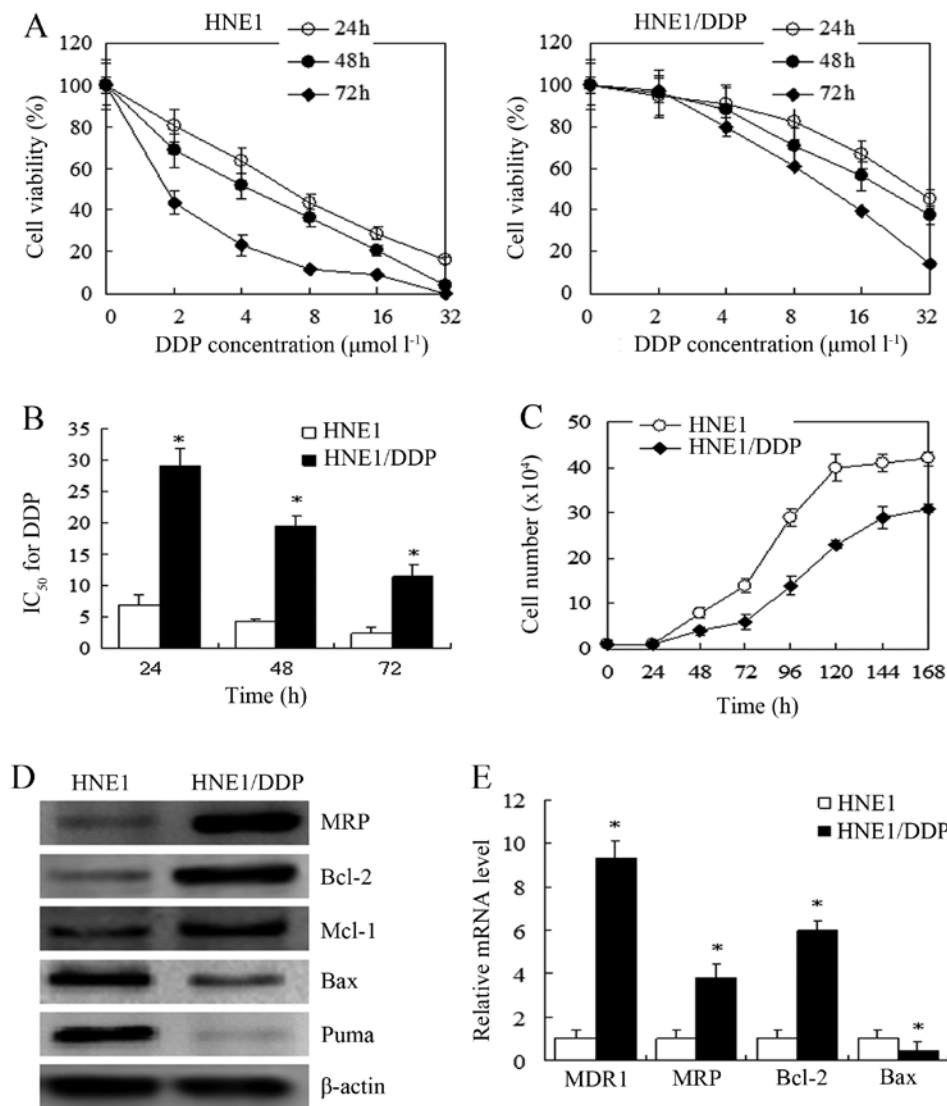 A
HNE1
24h
48h
72h
Cell viability (%)
120
100
80
60
40
20
0
0 2 4 8 16 32
DDP concentration (μmol l⁻¹)
HNE1/DDP
24h
48h
72h
Cell viability (%)
120
100
80
60
40
20
0
0 2 4 8 16 32
DDP concentration (μmol l⁻¹)
B
HNE1
HNE1/DDP
IC₅₀ for DDP
35
30
25
20
15
10
5
0
* * *
24 48 72
Time (h)
C
HNE1
HNE1/DDP
Cell number (x10⁴)
50
40
30
20
10
0
0 24 48 72 96 120 144 168
Time (h)
D
HNE1 HNE1/DDP
MRP
Bcl-2
Mcl-1
Bax
Puma
β-actin
E
HNE1
HNE1/DDP
Relative mRNA level
12
10
8
6
4
2
0
* * * *
MDR1 MRP Bcl-2 Bax